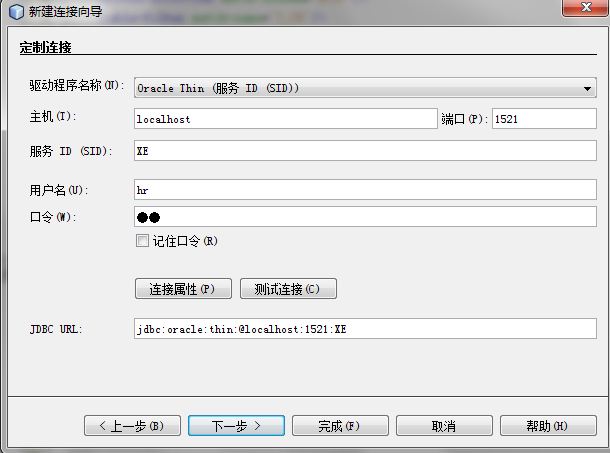 新建连接向导
定制连接
驱动程序名称(N): Oracle Thin (服务 ID (SID))
主机(T): localhost 端口(P): 1521
服务 ID (SID): XE
用户名(U): hr
口令(W): ●●
记住口令(R)
连接属性(P) 测试连接(C)
JDBC URL: jdbc:oracle:thin:@localhost:1521:XE
< 上一步(B) 下一步 > 完成(F) 取消 帮助(H)